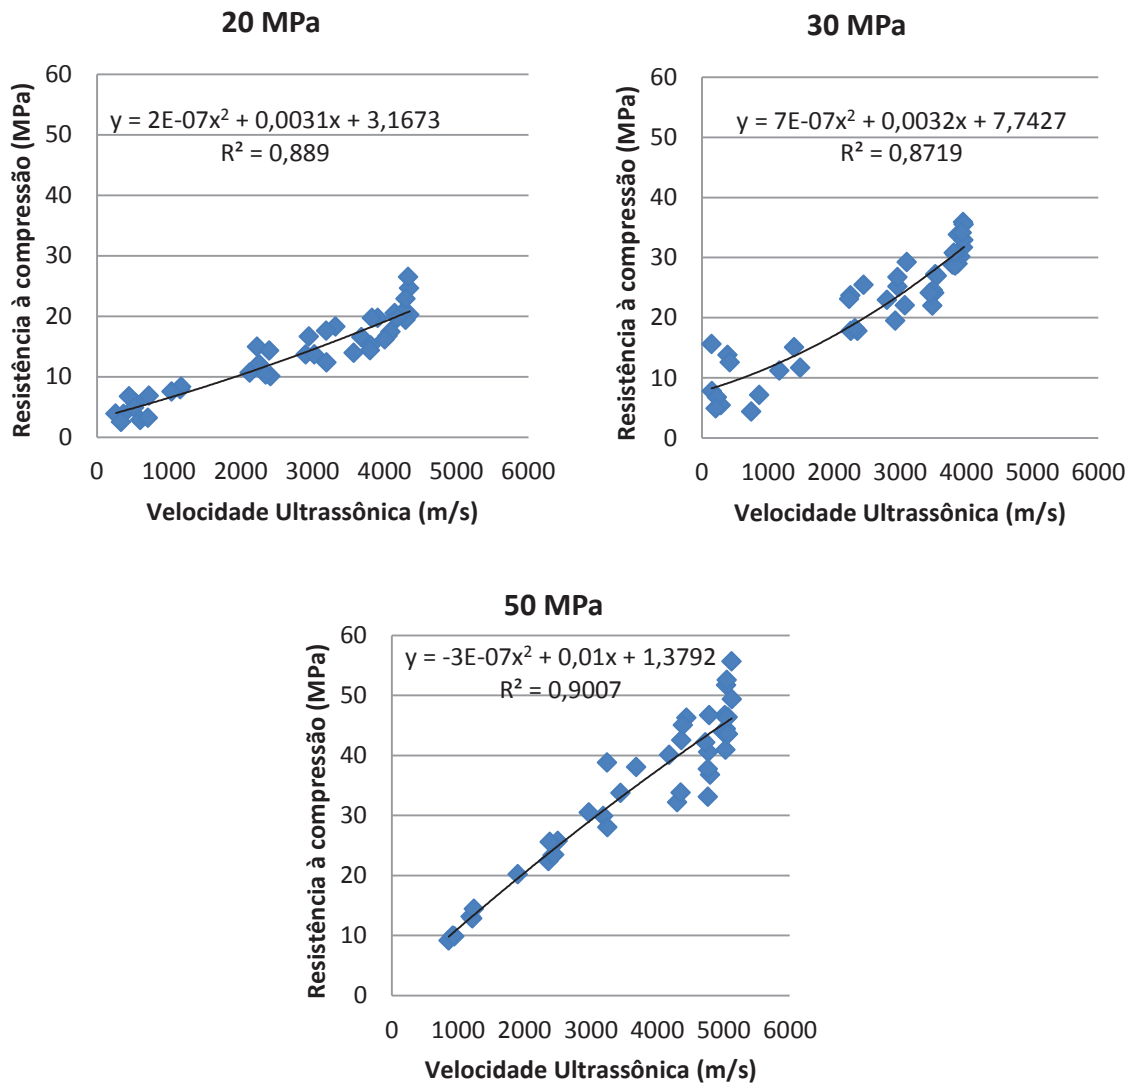 20 MPa
Resistência à compressão (MPa)
60
50
40
30
20
10
0
y = 2E-07x² + 0,0031x + 3,1673
R² = 0,889
0 1000 2000 3000 4000 5000 6000
Velocidade Ultrassônica (m/s)
30 MPa
Resistência à compressão (MPa)
60
50
40
30
20
10
0
y = 7E-07x² + 0,0032x + 7,7427
R² = 0,8719
0 1000 2000 3000 4000 5000 6000
Velocidade Ultrassônica (m/s)
50 MPa
Resistência à compressão (MPa)
60
50
40
30
20
10
0
y = -3E-07x² + 0,01x + 1,3792
R² = 0,9007
0 1000 2000 3000 4000 5000 6000
Velocidade Ultrassônica (m/s)